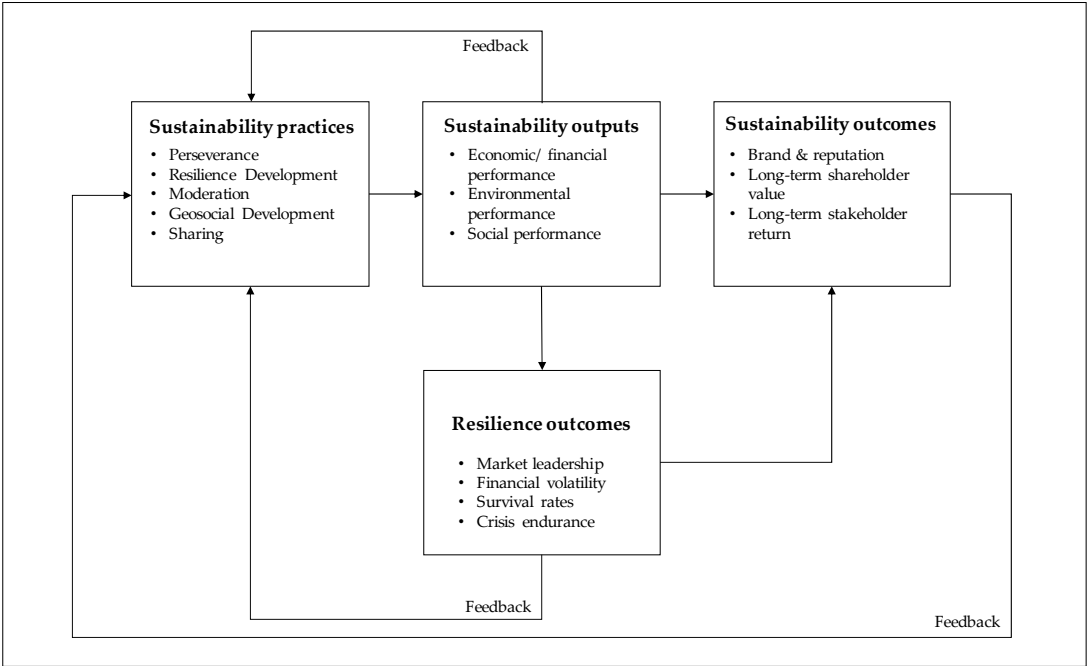 Feedback
Sustainability practices
• Perseverance
• Resilience Development
• Moderation
• Geosocial Development
• Sharing
Sustainability outputs
• Economic/ financial
performance
• Environmental
performance
• Social performance
Sustainability outcomes
• Brand & reputation
• Long-term shareholder
value
• Long-term stakeholder
return
Resilience outcomes
• Market leadership
• Financial volatility
• Survival rates
• Crisis endurance
Feedback
Feedback